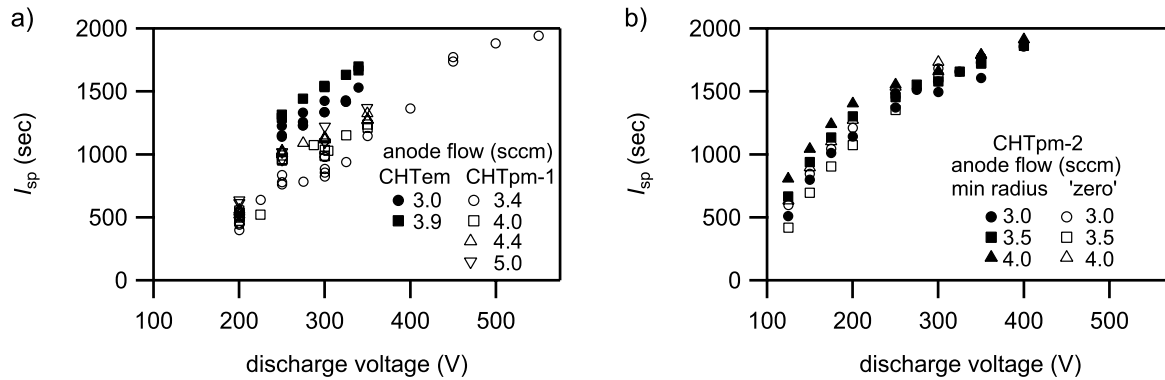 a)
2000
1500
1000
500
0
I_sp (sec)
anode flow (sccm)
CHTem CHTpm-1
3.0 3.4
3.9 4.0
4.4
5.0
100 200 300 400 500
discharge voltage (V)
b)
2000
1500
1000
500
0
I_sp (sec)
CHTpm-2
anode flow (sccm)
min radius 'zero'
3.0 3.0
3.5 3.5
4.0 4.0
100 200 300 400 500
discharge voltage (V)